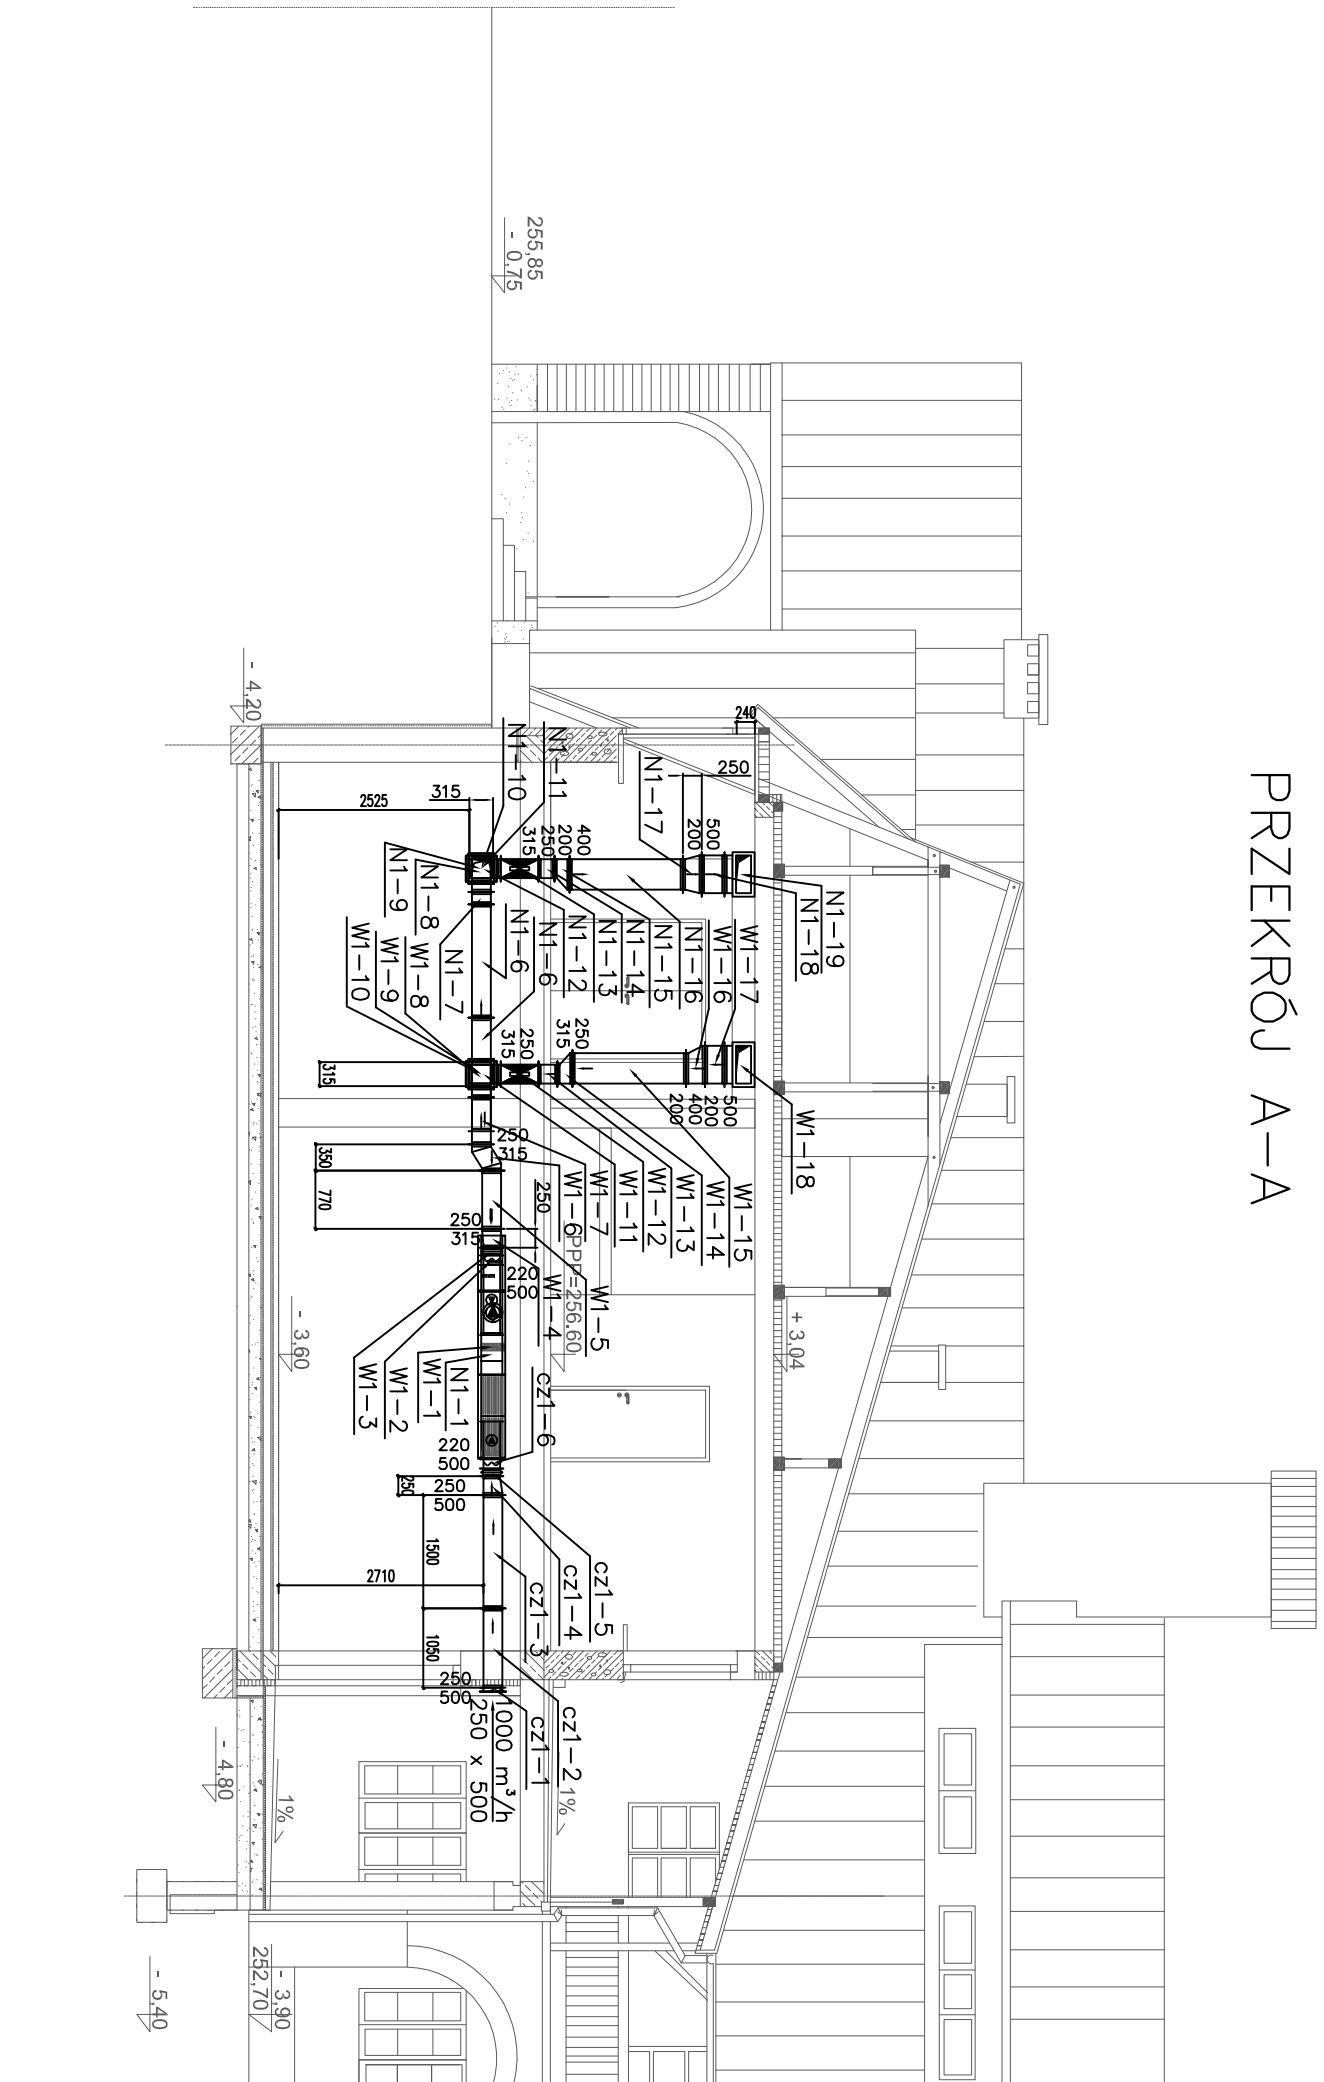 PRZEKRÓJ A-A
255,85
- 0,75
- 4,20
240
250
N1-17
500
200
N1-11
N1-10
315
2525
400
200
250
315
N1-19
N1-18
N1-9
N1-8
N1-7
N1-6
N1-6
N1-12
N1-13
N1-14
N1-15
N1-16
W1-16
W1-17
W1-10
W1-9
W1-8
250
315
250
315
315
500
200
400
200
W1-18
250
315
350
770
W1-6
W1-7
W1-11
W1-12
W1-13
W1-14
W1-15
250
250
315
220
500
W1-4
PPP=256.60
W1-5
+ 3,04
- 3,60
W1-3
W1-2
W1-1
N1-1
cz1-6
220
500
250
250
500
1500
2710
1050
cz1-3
cz1-4
cz1-5
250
500
1000 m³/h
250 x 500
cz1-1
cz1-2
1%
1%
- 4,80
- 3,90
252,70
- 5,40